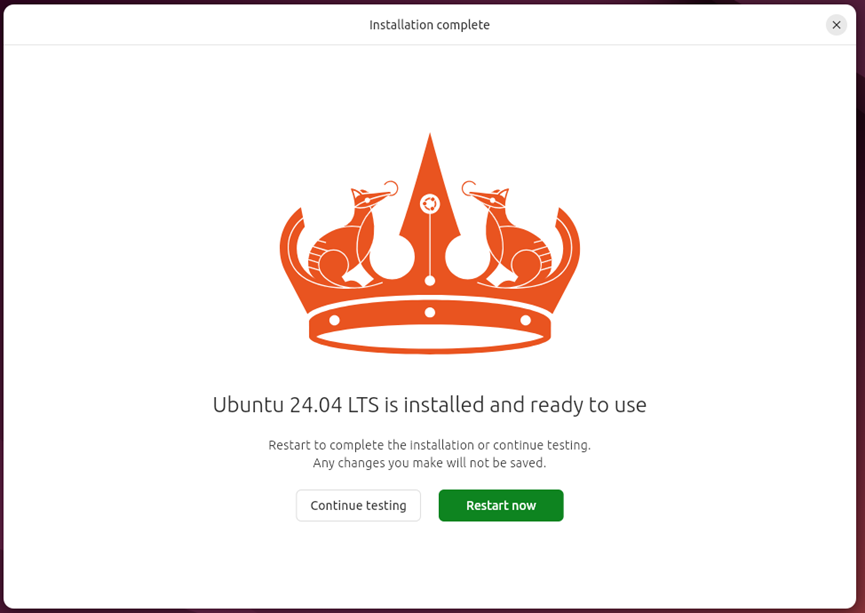 Installation complete
Ubuntu 24.04 LTS is installed and ready to use
Restart to complete the installation or continue testing.
Any changes you make will not be saved.
Continue testing
Restart now